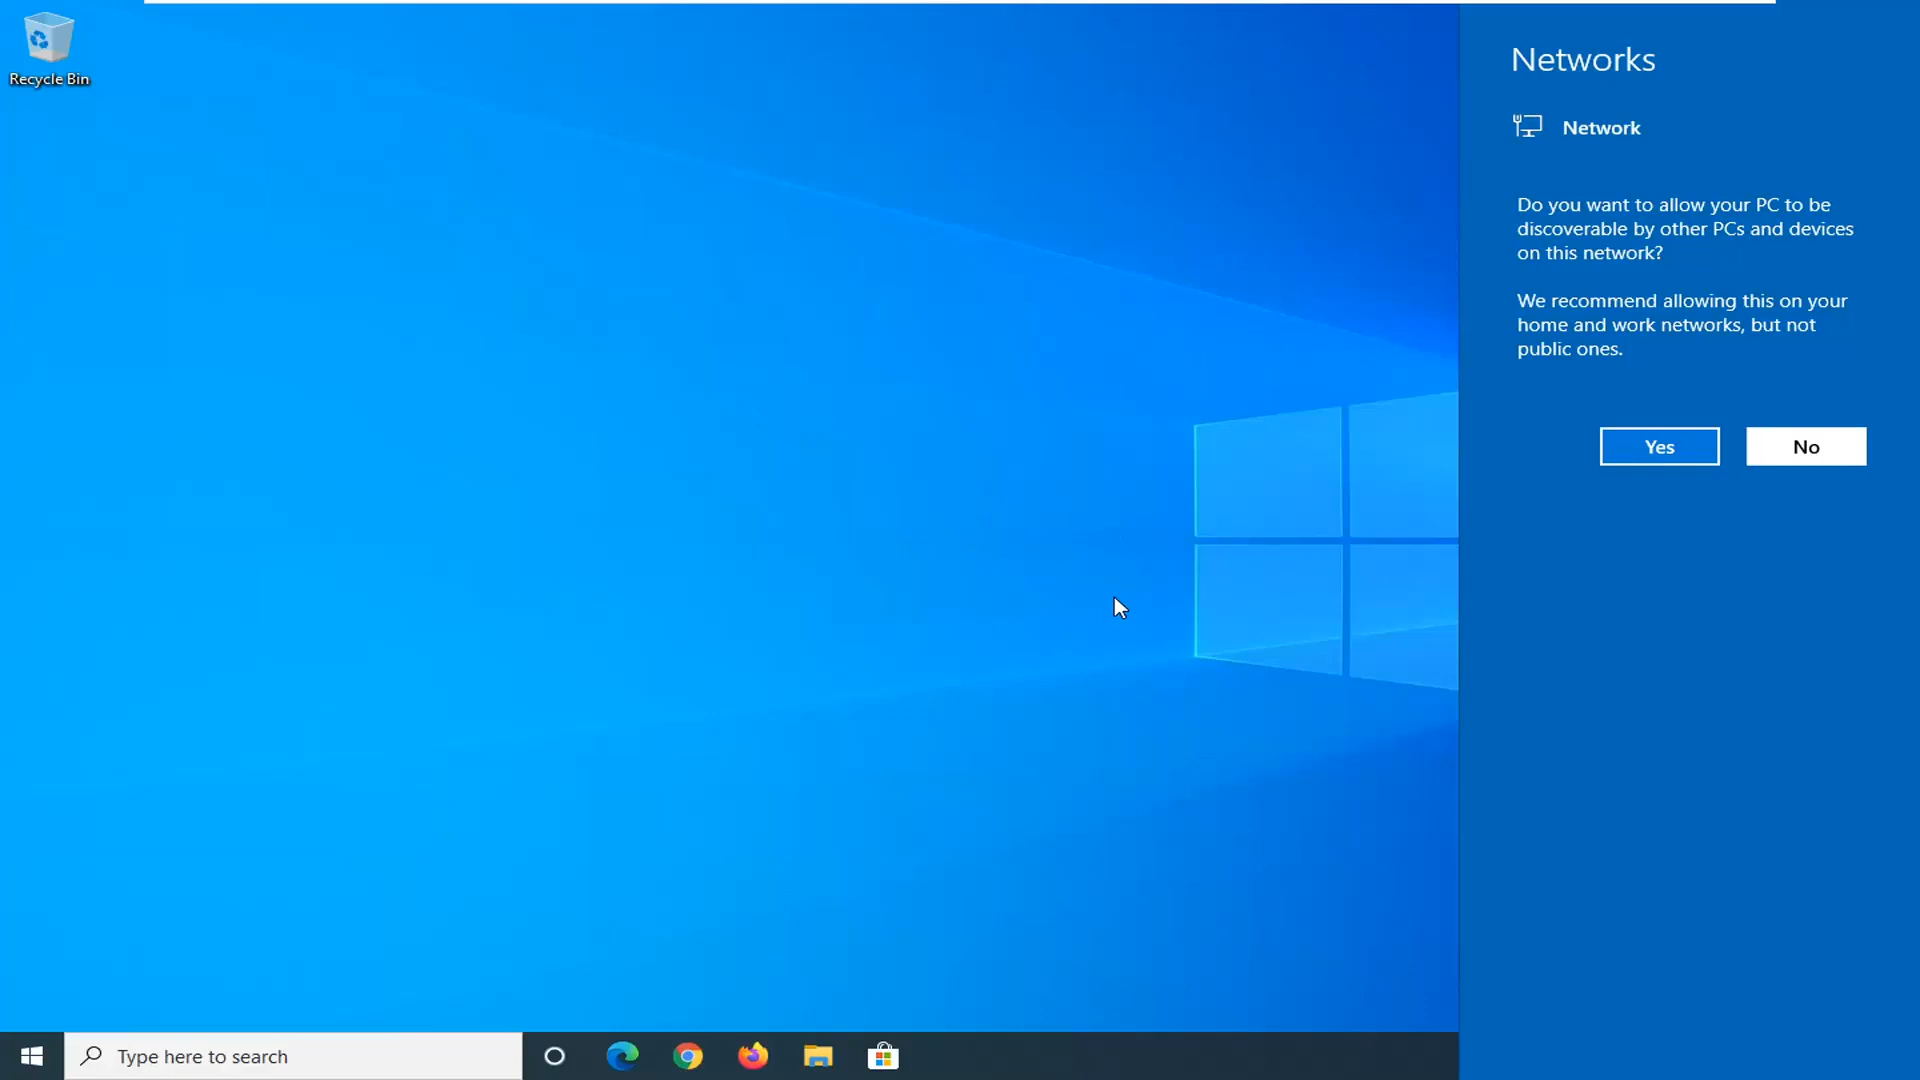 Recycle Bin
Networks
Network
Do you want to allow your PC to be
discoverable by other PCs and devices
on this network?
We recommend allowing this on your
home and work networks, but not
public ones.
Yes
No
Type here to search